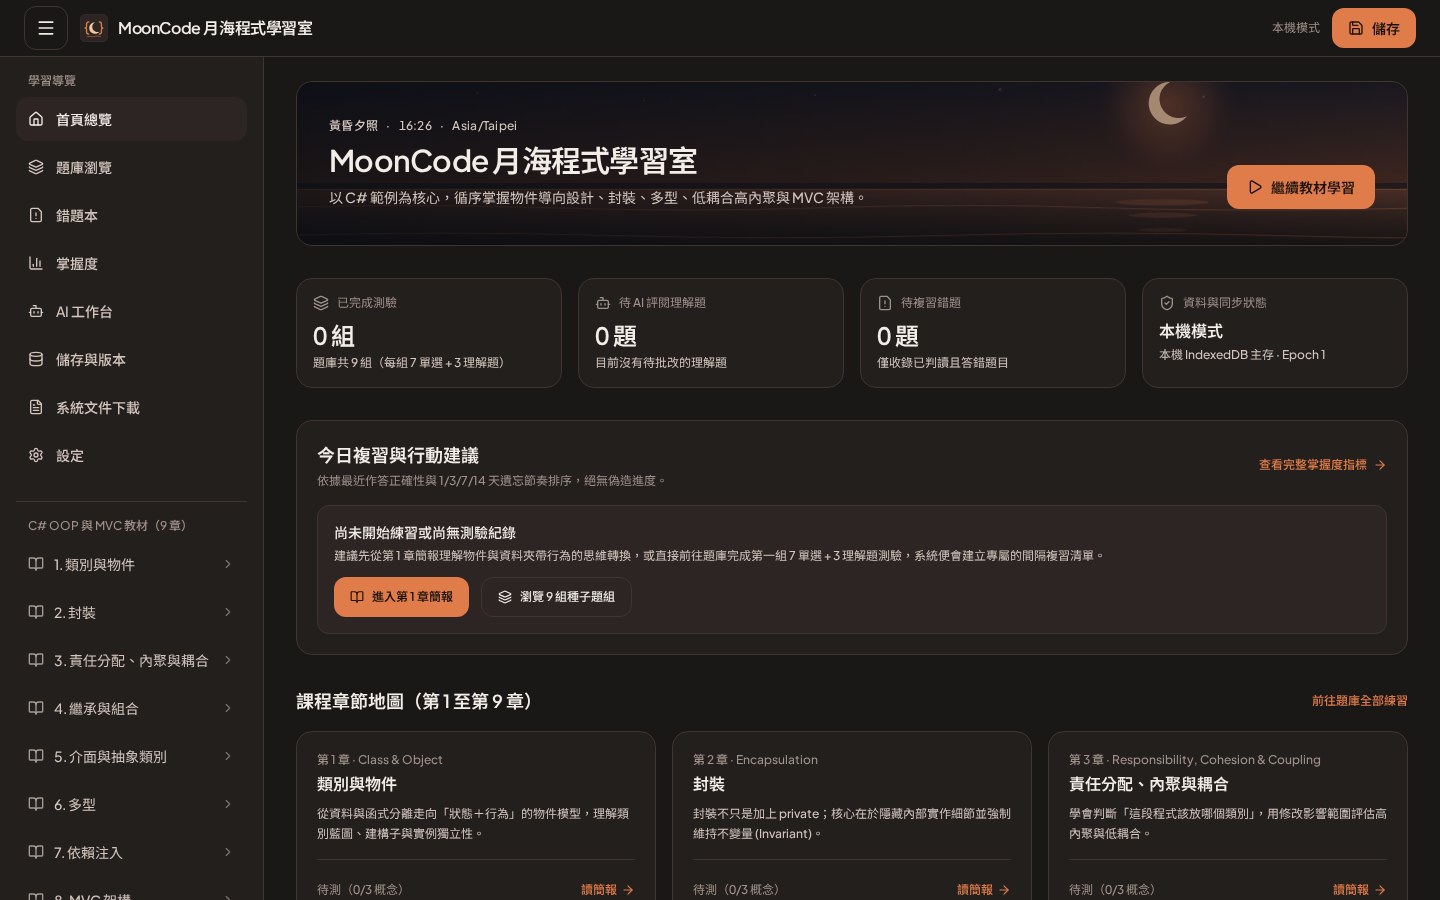 MoonCode 月海程式學習室
本機模式
儲存
學習導覽
首頁總覽
題庫瀏覽
錯題本
掌握度
AI 工作台
儲存與版本
系統文件下載
設定
C# OOP 與 MVC 教材（9 章）
1. 類別與物件
2. 封裝
3. 責任分配、內聚與耦合
4. 繼承與組合
5. 介面與抽象類別
6. 多型
7. 依賴注入
8. MVC 架構
黃昏夕照 · 16:26 · Asia/Taipei
MoonCode 月海程式學習室
以 C# 範例為核心，循序掌握物件導向設計、封裝、多型、低耦合高內聚與 MVC 架構。
繼續教材學習
已完成測驗
0 組
題庫共 9 組（每組 7 單選 + 3 理解題）
待 AI 評閱理解題
0 題
目前沒有待批改的理解題
待複習錯題
0 題
僅收錄已判讀且答錯題目
資料與同步狀態
本機模式
本機 IndexedDB 主存 · Epoch 1
今日複習與行動建議
依據最近作答正確性與 1/3/7/14 天遺忘節奏排序，絕無偽造進度。
查看完整掌握度指標 →
尚未開始練習或尚無測驗紀錄
建議先從第 1 章簡報理解物件與資料夾帶行為的思維轉換，或直接前往題庫完成第一組 7 單選 + 3 理解題測驗，系統便會建立專屬的間隔複習清單。
進入第 1 章簡報
瀏覽 9 組種子題組
課程章節地圖（第 1 至第 9 章）
前往題庫全部練習
第 1 章 · Class & Object
類別與物件
從資料與函式分離走向「狀態＋行為」的物件模型，理解類
別藍圖、建構子與實例獨立性。
待測（0/3 概念）
讀簡報 →
第 2 章 · Encapsulation
封裝
封裝不只是加上 private；核心在於隱藏內部實作細節並強制
維持不變量 (Invariant)。
待測（0/3 概念）
讀簡報 →
第 3 章 · Responsibility, Cohesion & Coupling
責任分配、內聚與耦合
學會判斷「這段程式該放哪個類別」，用修改影響範圍評估高
內聚與低耦合。
待測（0/3 概念）
讀簡報 →